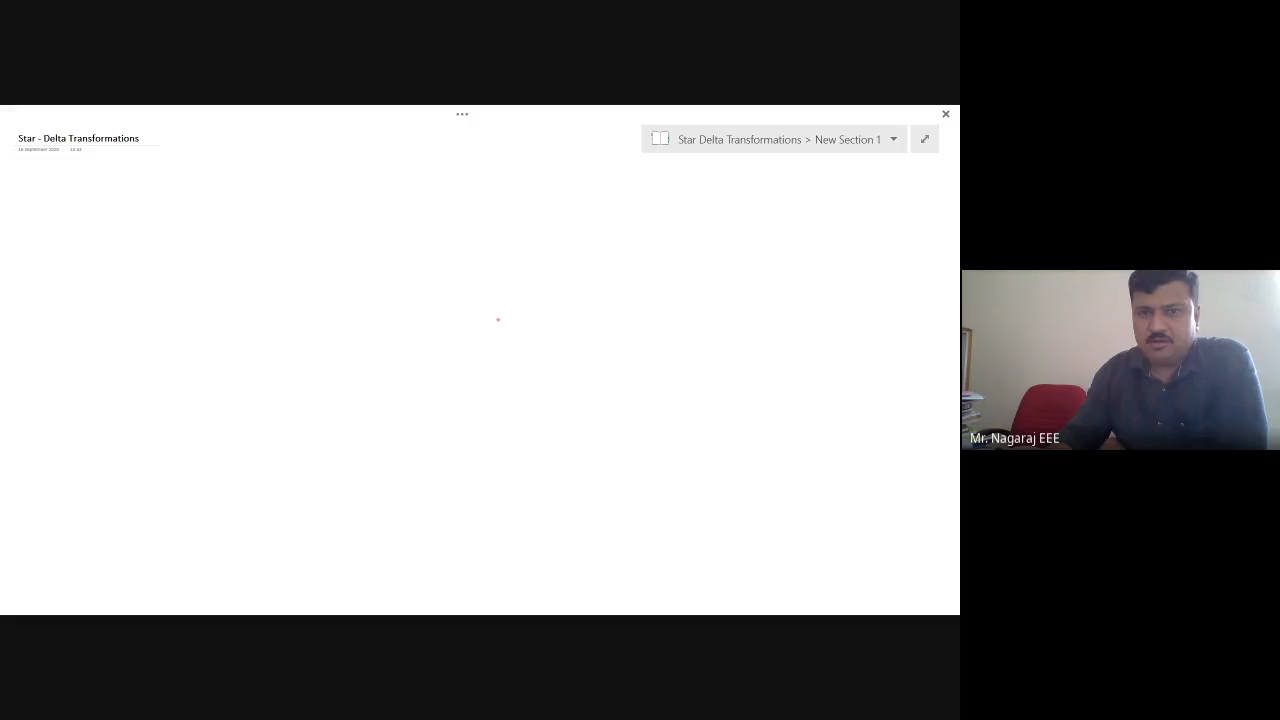 Star - Delta Transformations
Star Delta Transformations > New Section 1
Mr. Nagaraj EEE